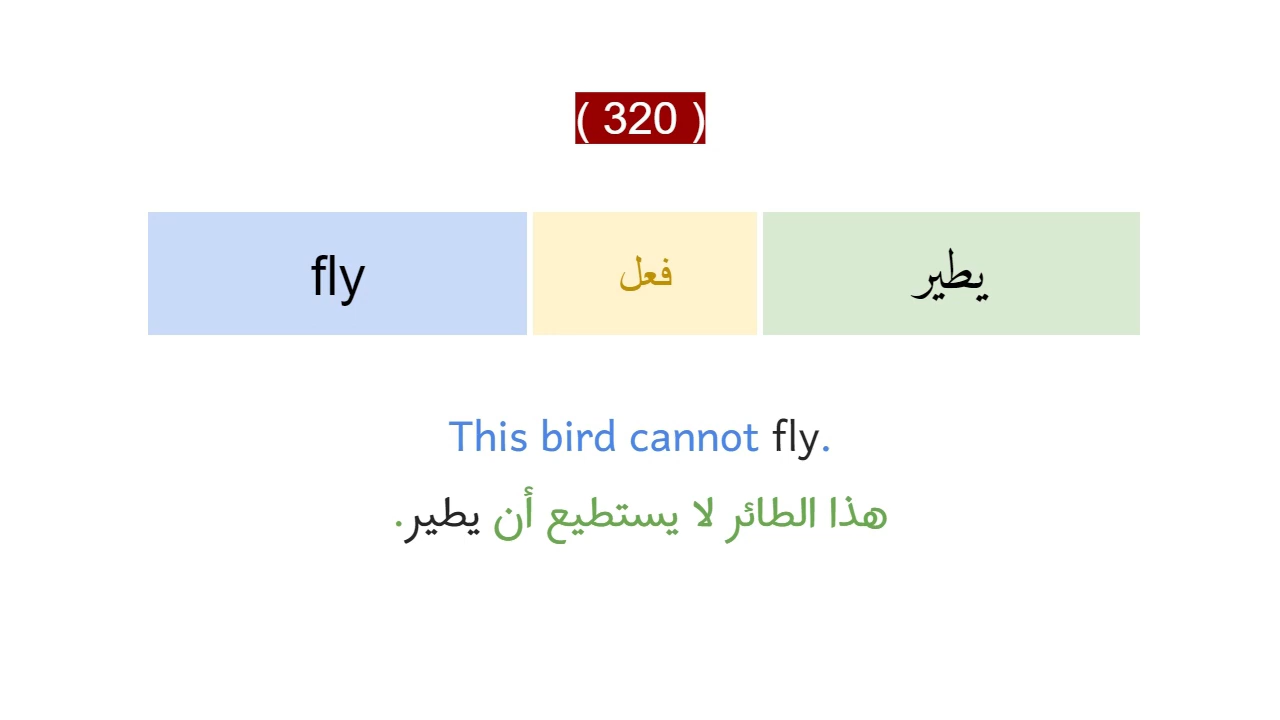 ( 320 )
fly
فعل
يطير
This bird cannot fly.
هذا الطائر لا يستطيع أن يطير.